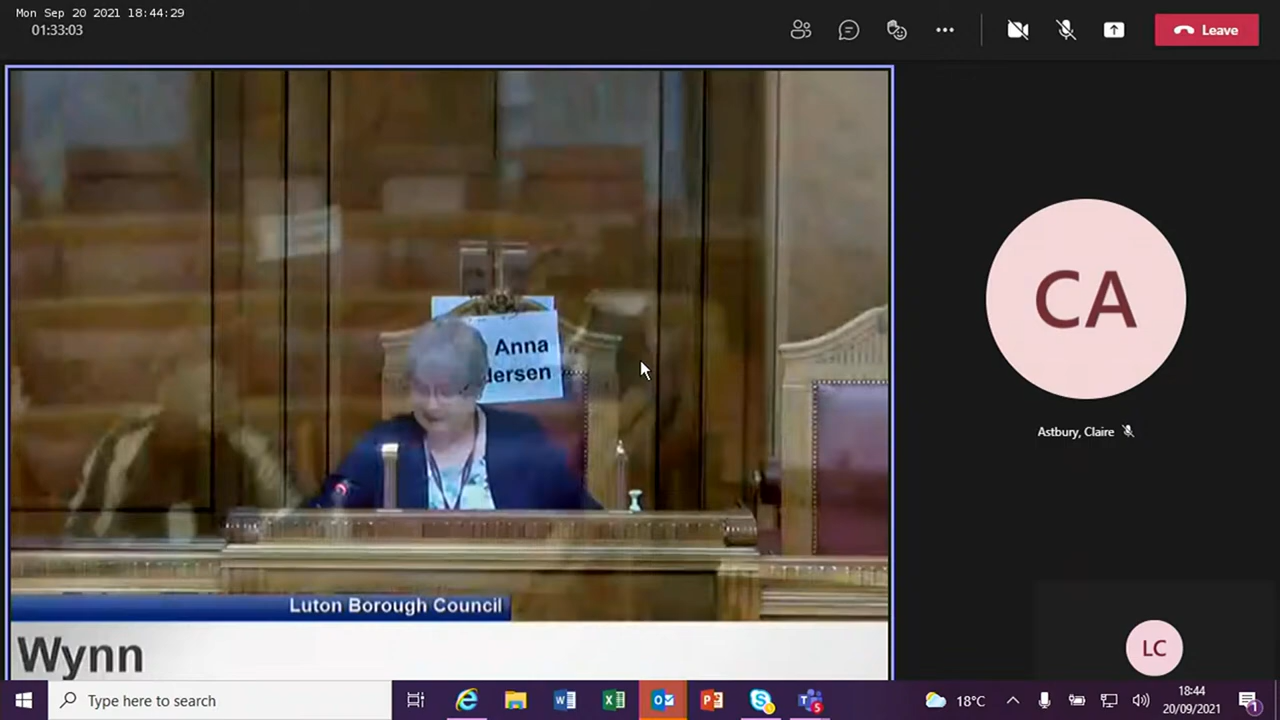 Mon Sep 20 2021 18:44:29
01:33:03
Leave
Anna
dersen
CA
Astbury, Claire
Luton Borough Council
Wynn
LC
Type here to search
18°C
18:44
20/09/2021